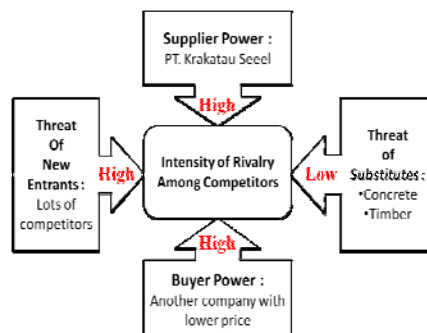 Supplier Power :
PT. Krakatau Seeel
High
Threat
Of
New
Entrants :
Lots of
competitors
High
Intensity of Rivalry
Among Competitors
Low
Threat
of
Substitutes :
•Concrete
•Timber
High
Buyer Power :
Another company with
lower price